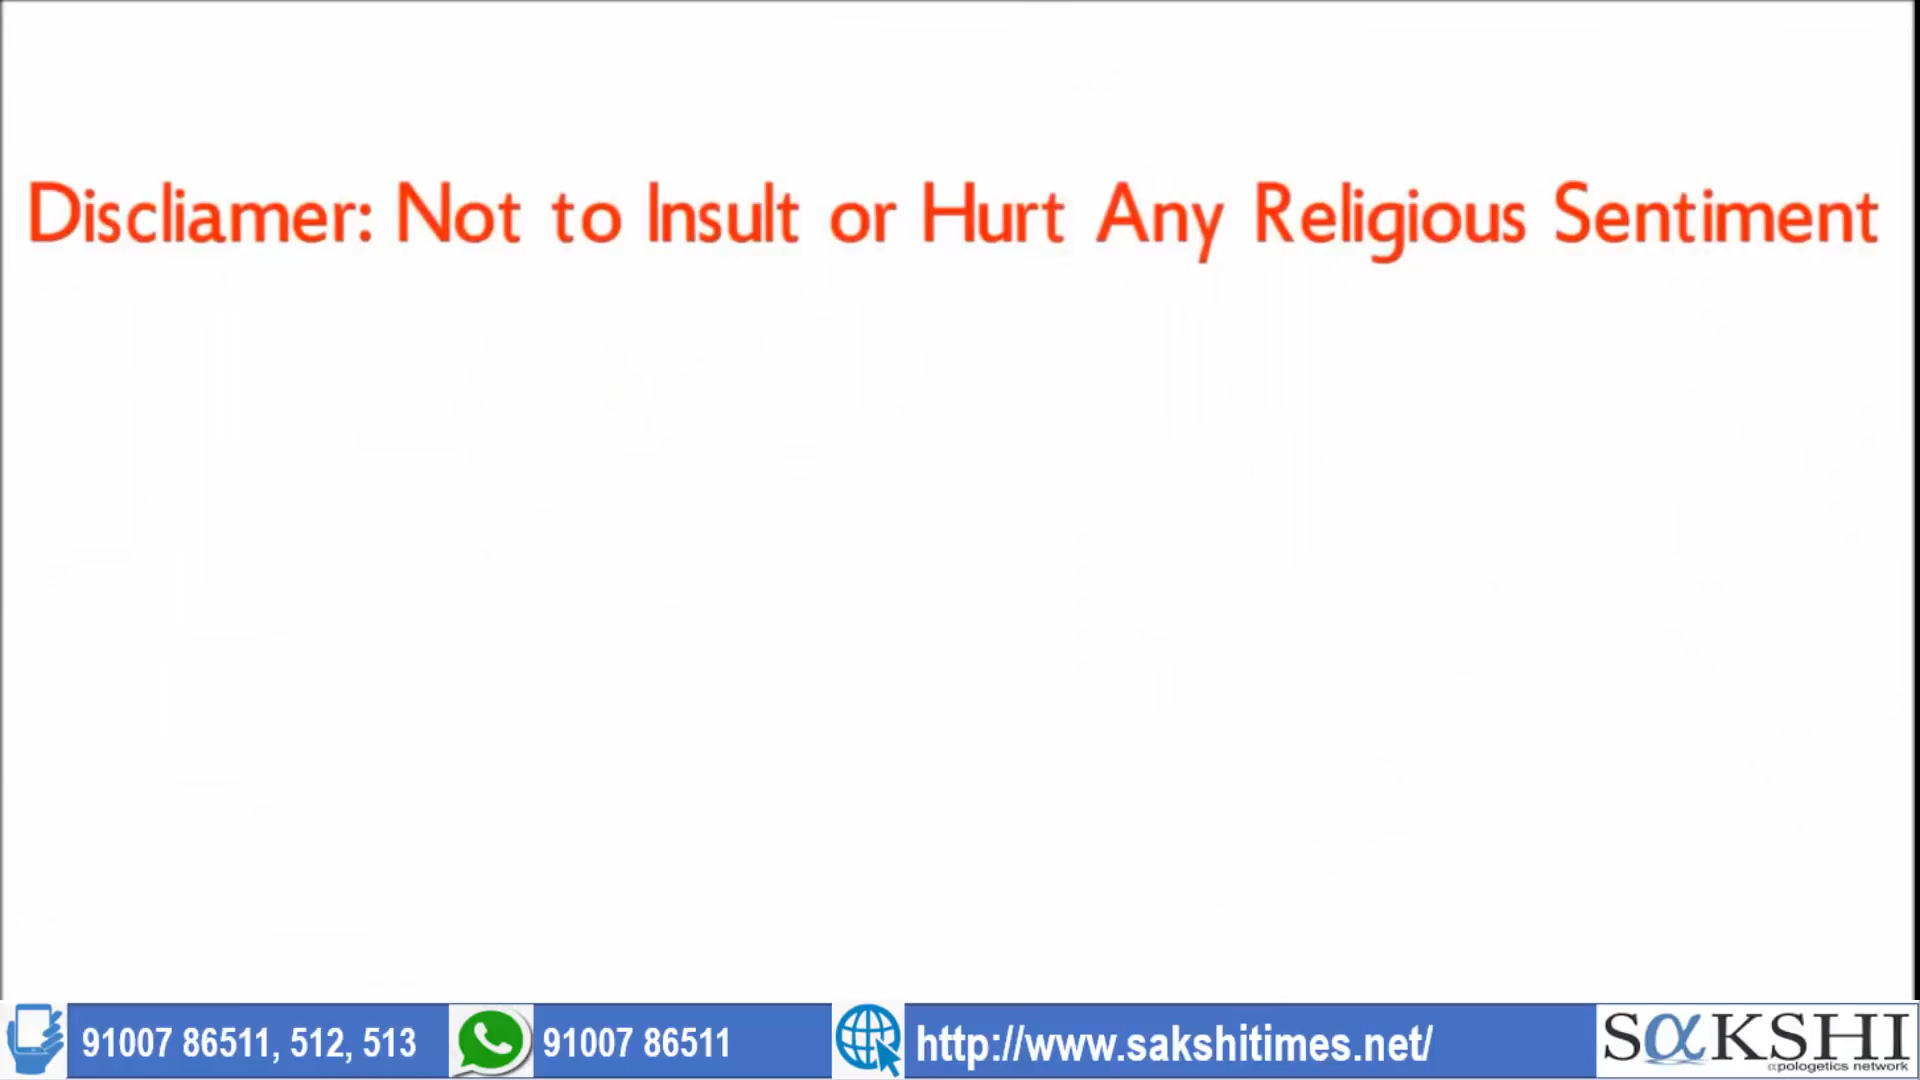 Discliamer: Not to Insult or Hurt Any Religious Sentiment
91007 86511, 512, 513
91007 86511
http://www.sakshitimes.net/
SαKSHI
αpologetics network